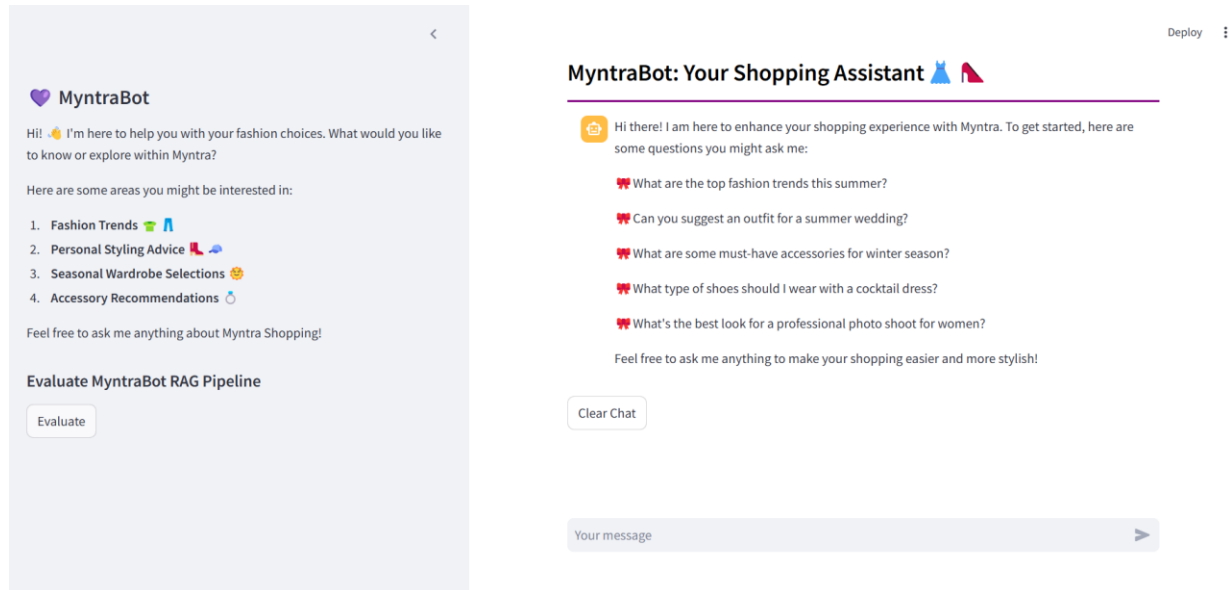 Deploy
💜 MyntraBot
Hi! 👋 I'm here to help you with your fashion choices. What would you like
to know or explore within Myntra?
Here are some areas you might be interested in:
1. Fashion Trends 👚 👖
2. Personal Styling Advice 👢 🧢
3. Seasonal Wardrobe Selections 🌞
4. Accessory Recommendations 💍
Feel free to ask me anything about Myntra Shopping!
Evaluate MyntraBot RAG Pipeline
Evaluate
MyntraBot: Your Shopping Assistant 👗 👠
Hi there! I am here to enhance your shopping experience with Myntra. To get started, here are
some questions you might ask me:
🎀What are the top fashion trends this summer?
🎀Can you suggest an outfit for a summer wedding?
🎀What are some must-have accessories for winter season?
🎀What type of shoes should I wear with a cocktail dress?
🎀What's the best look for a professional photo shoot for women?
Feel free to ask me anything to make your shopping easier and more stylish!
Clear Chat
Your message